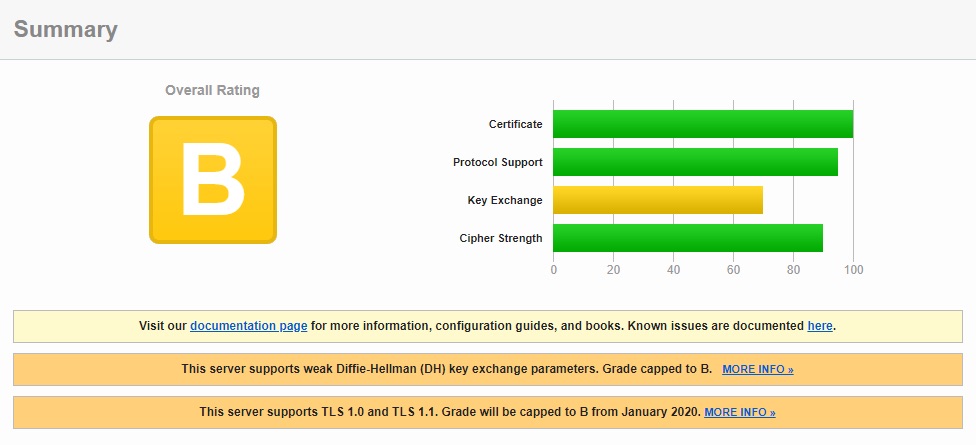 Summary
Overall Rating
B
Certificate
Protocol Support
Key Exchange
Cipher Strength
0 20 40 60 80 100
Visit our documentation page for more information, configuration guides, and books. Known issues are documented here.
This server supports weak Diffie-Hellman (DH) key exchange parameters. Grade capped to B. MORE INFO »
This server supports TLS 1.0 and TLS 1.1. Grade will be capped to B from January 2020. MORE INFO »